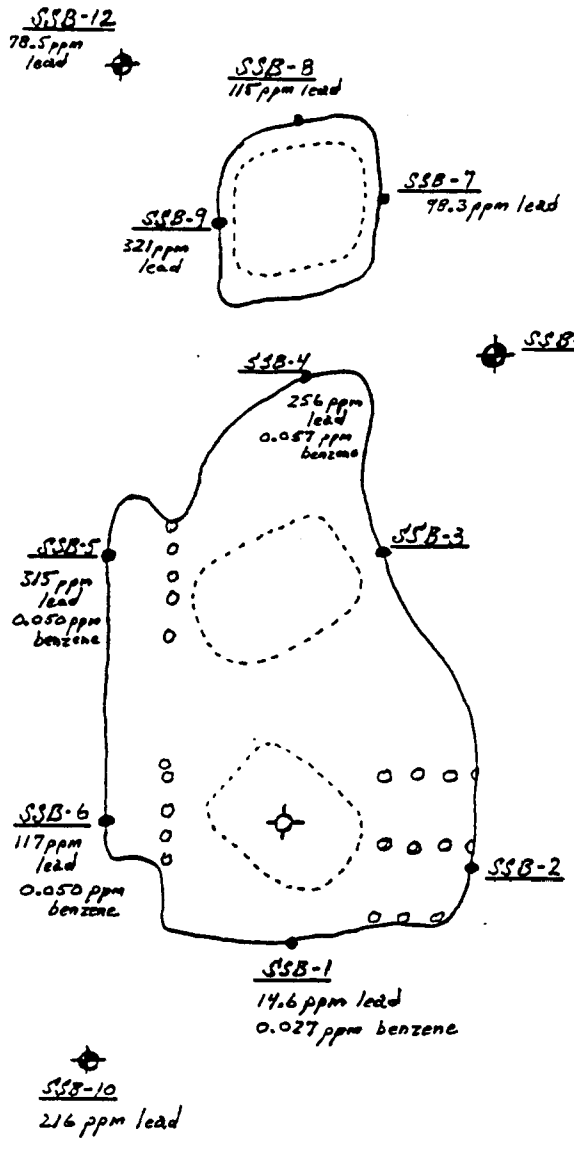 SSB-12
78.5 ppm
lead
SSB-8
115 ppm lead
SSB-7
98.3 ppm lead
SSB-9
321 ppm
lead
SSB-
SSB-4
256 ppm
lead
0.057 ppm
benzene
SSB-3
SSB-5
315 ppm
lead
0.050 ppm
benzene
SSB-6
117 ppm
lead
0.050 ppm
benzene
SSB-2
SSB-1
14.6 ppm lead
0.027 ppm benzene
SSB-10
216 ppm lead